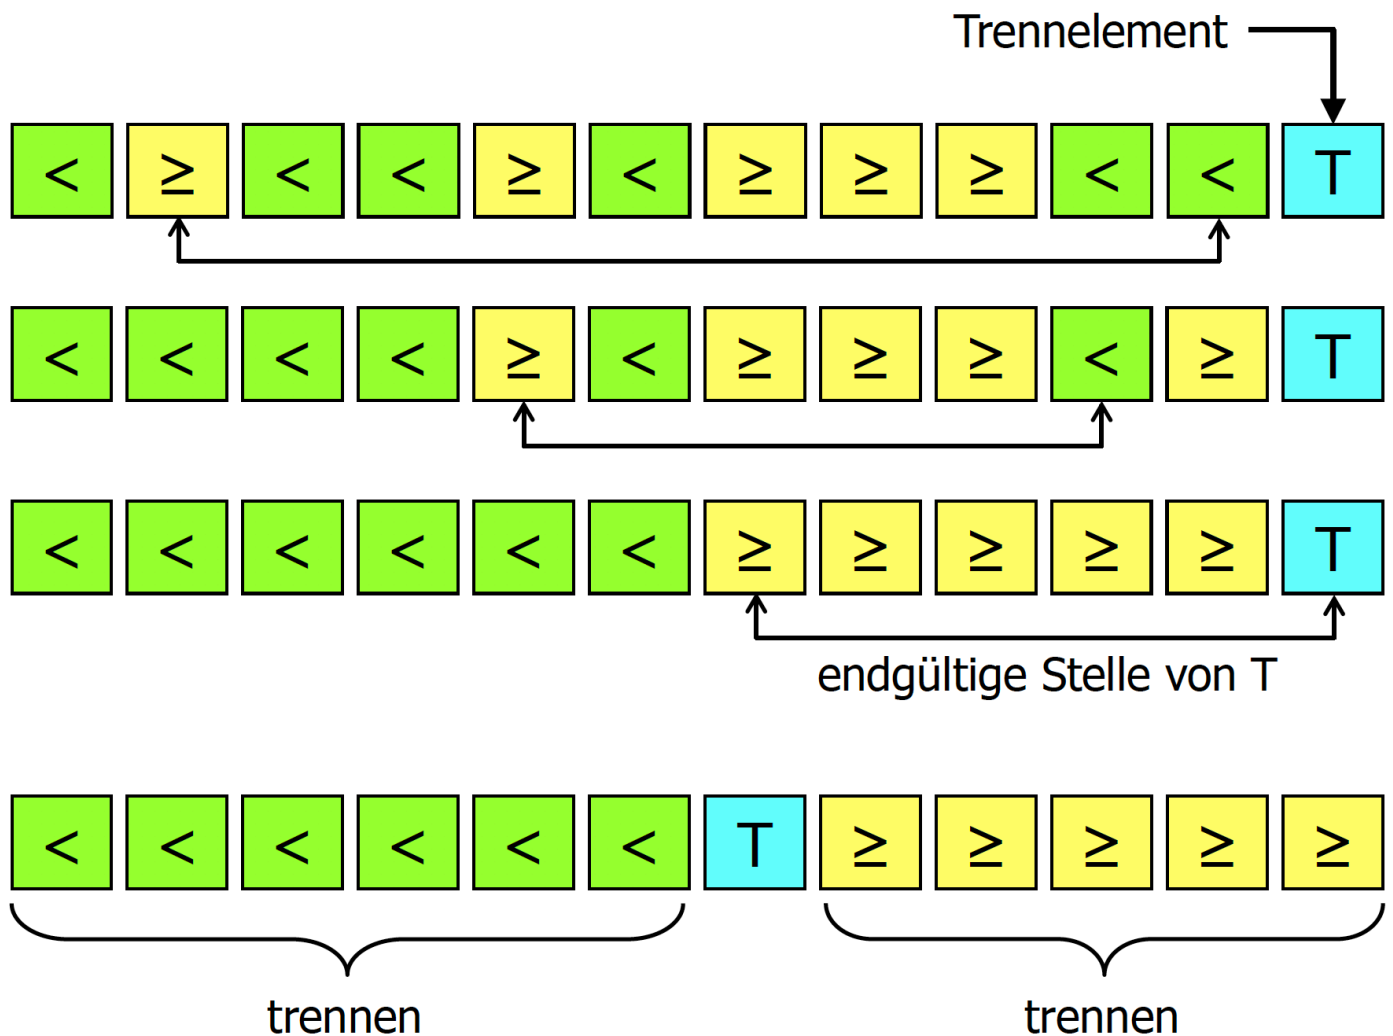 Trennelement
< ≥ < < ≥ < ≥ ≥ ≥ < < T
< < < < ≥ < ≥ ≥ ≥ < ≥ T
< < < < < < ≥ ≥ ≥ ≥ ≥ T
endgültige Stelle von T
< < < < < < T ≥ ≥ ≥ ≥ ≥
trennen trennen